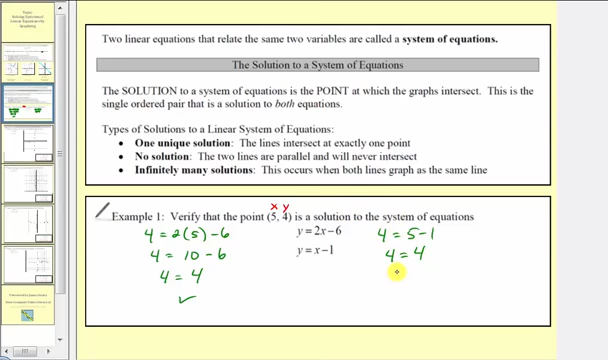 Two linear equations that relate the same two variables are called a system of equations.
The Solution to a System of Equations
The SOLUTION to a system of equations is the POINT at which the graphs intersect. This is the
single ordered pair that is a solution to both equations.
Types of Solutions to a Linear System of Equations:
• One unique solution: The lines intersect at exactly one point
• No solution: The two lines are parallel and will never intersect
• Infinitely many solutions: This occurs when both lines graph as the same line
x y
Example 1: Verify that the point (5, 4) is a solution to the system of equations
4 = 2(5) - 6
y = 2x - 6
4 = 5 - 1
4 = 10 - 6
y = x - 1
4 = 4
4 = 4
✓